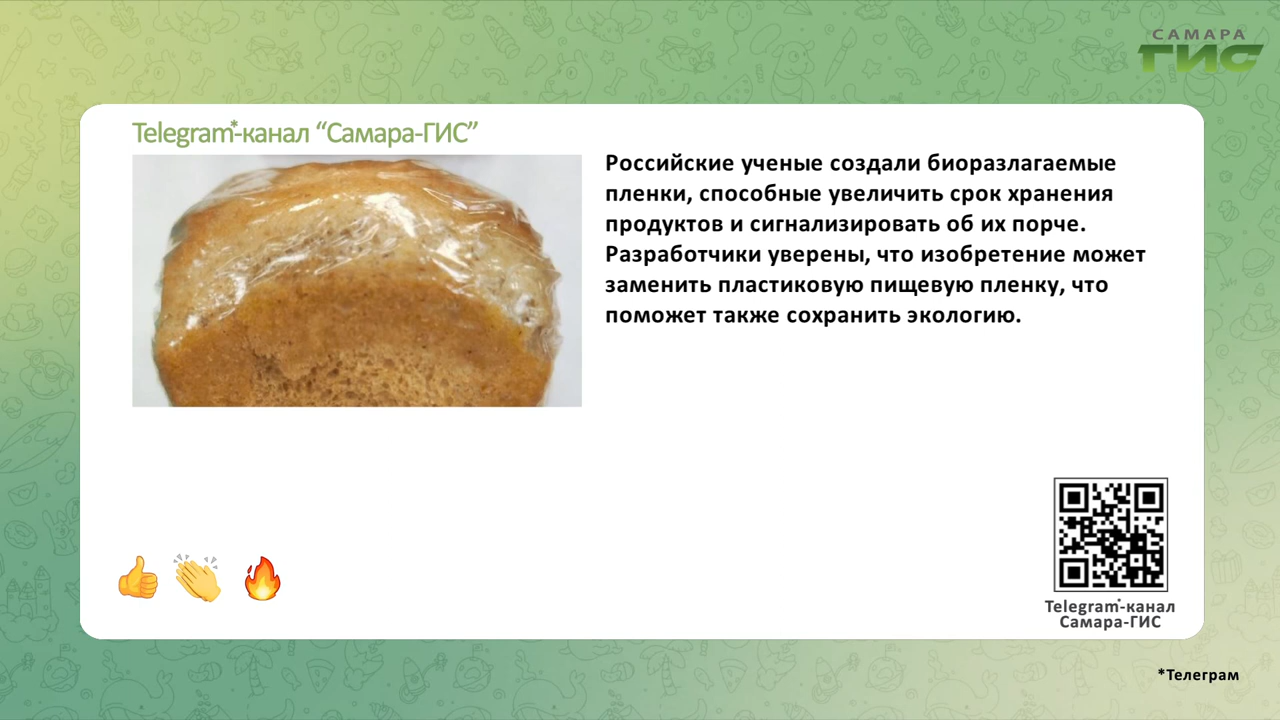 САМАРА
ГИС
Telegram*-канал “Самара-ГИС”
Российские ученые создали биоразлагаемые
пленки, способные увеличить срок хранения
продуктов и сигнализировать об их порче.
Разработчики уверены, что изобретение может
заменить пластиковую пищевую пленку, что
поможет также сохранить экологию.
Telegram*-канал
Самара-ГИС
*Телеграм